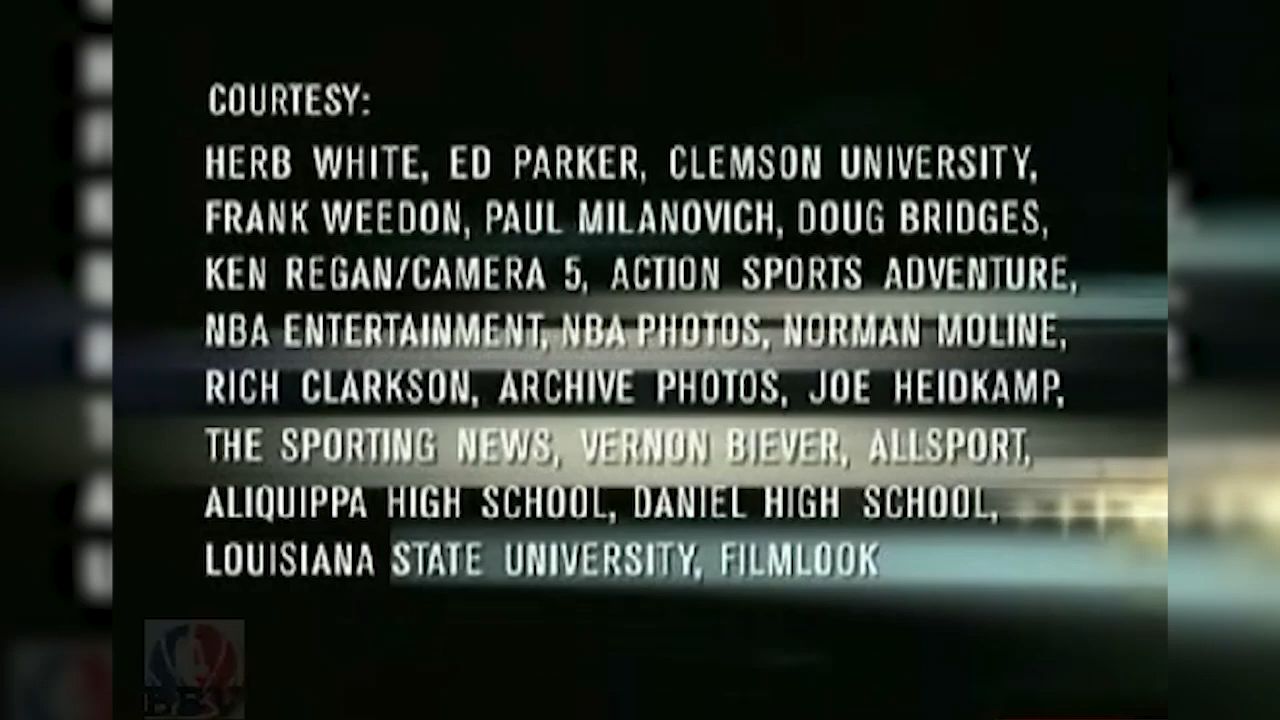 COURTESY:
HERB WHITE, ED PARKER, CLEMSON UNIVERSITY,
FRANK WEEDON, PAUL MILANOVICH, DOUG BRIDGES,
KEN REGAN/CAMERA 5, ACTION SPORTS ADVENTURE,
NBA ENTERTAINMENT, NBA PHOTOS, NORMAN MOLINE,
RICH CLARKSON, ARCHIVE PHOTOS, JOE HEIDKAMP,
THE SPORTING NEWS, VERNON BIEVER, ALLSPORT,
ALIQUIPPA HIGH SCHOOL, DANIEL HIGH SCHOOL,
LOUISIANA STATE UNIVERSITY, FILMLOOK